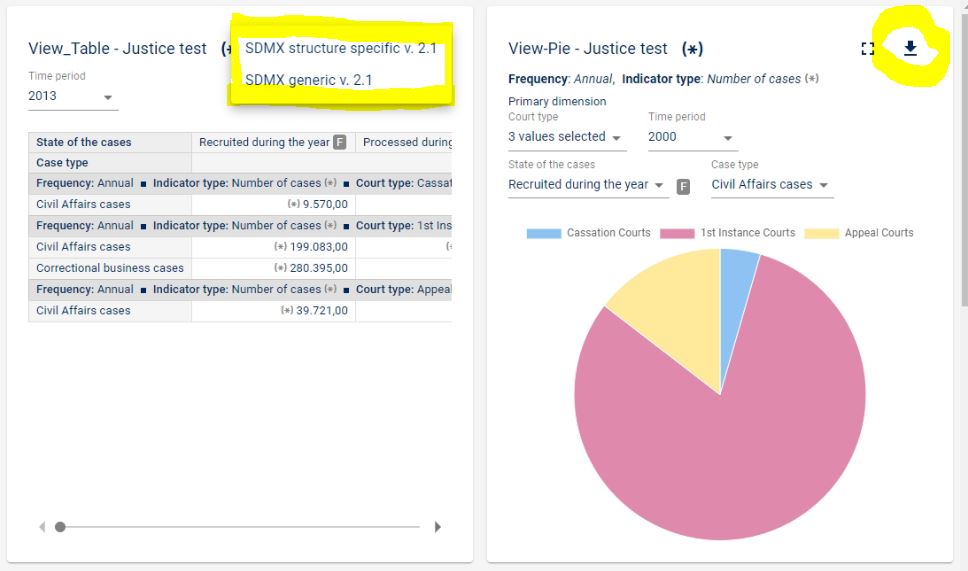 View_Table - Justice test (*
SDMX structure specific v. 2.1
SDMX generic v. 2.1
Time period
2013
State of the cases Recruited during the year F Processed during
Case type
Frequency: Annual ■ Indicator type: Number of cases (*) ■ Court type: Cassat
Civil Affairs cases (*) 9.570,00
Frequency: Annual ■ Indicator type: Number of cases (*) ■ Court type: 1st Ins
Civil Affairs cases (*) 199.083,00 (*
Correctional business cases (*) 280.395,00
Frequency: Annual ■ Indicator type: Number of cases (*) ■ Court type: Appeal
Civil Affairs cases (*) 39.721,00
View-Pie - Justice test (*)
Frequency: Annual, Indicator type: Number of cases (*)
Primary dimension
Court type Time period
3 values selected 2000
State of the cases Case type
Recruited during the year F Civil Affairs cases
Cassation Courts 1st Instance Courts Appeal Courts